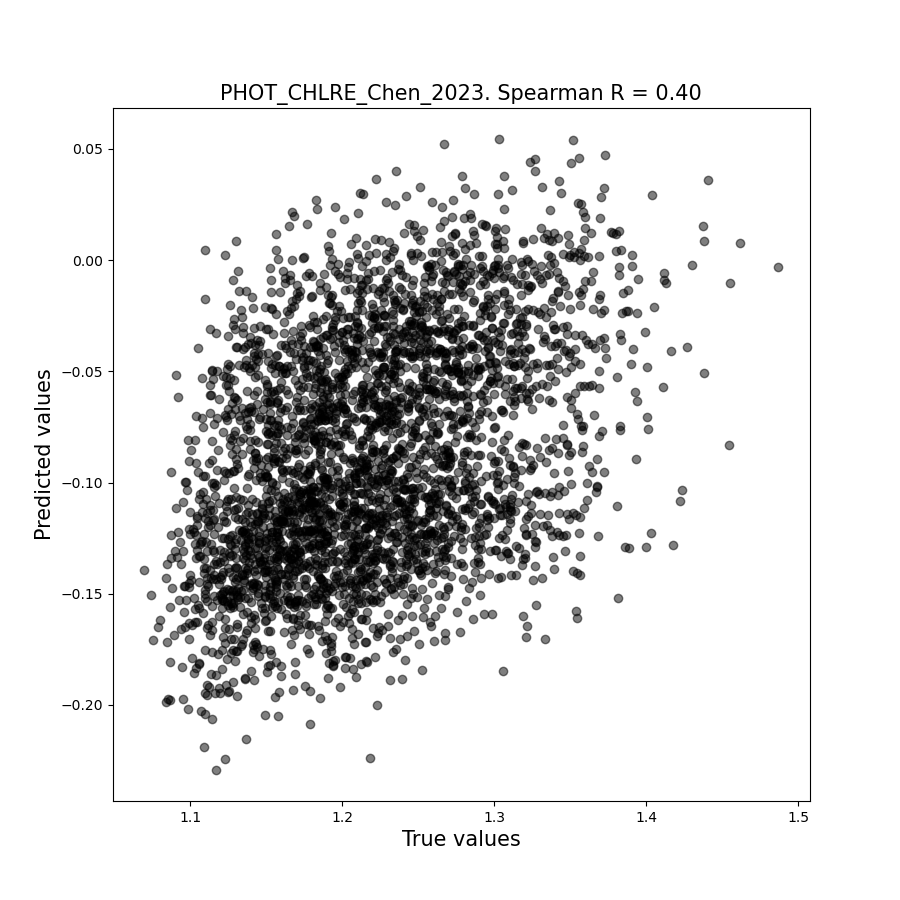 PHOT_CHLRE_Chen_2023. Spearman R = 0.40
0.05
0.00
−0.05
−0.10
−0.15
−0.20
Predicted values
1.1 1.2 1.3 1.4 1.5
True values